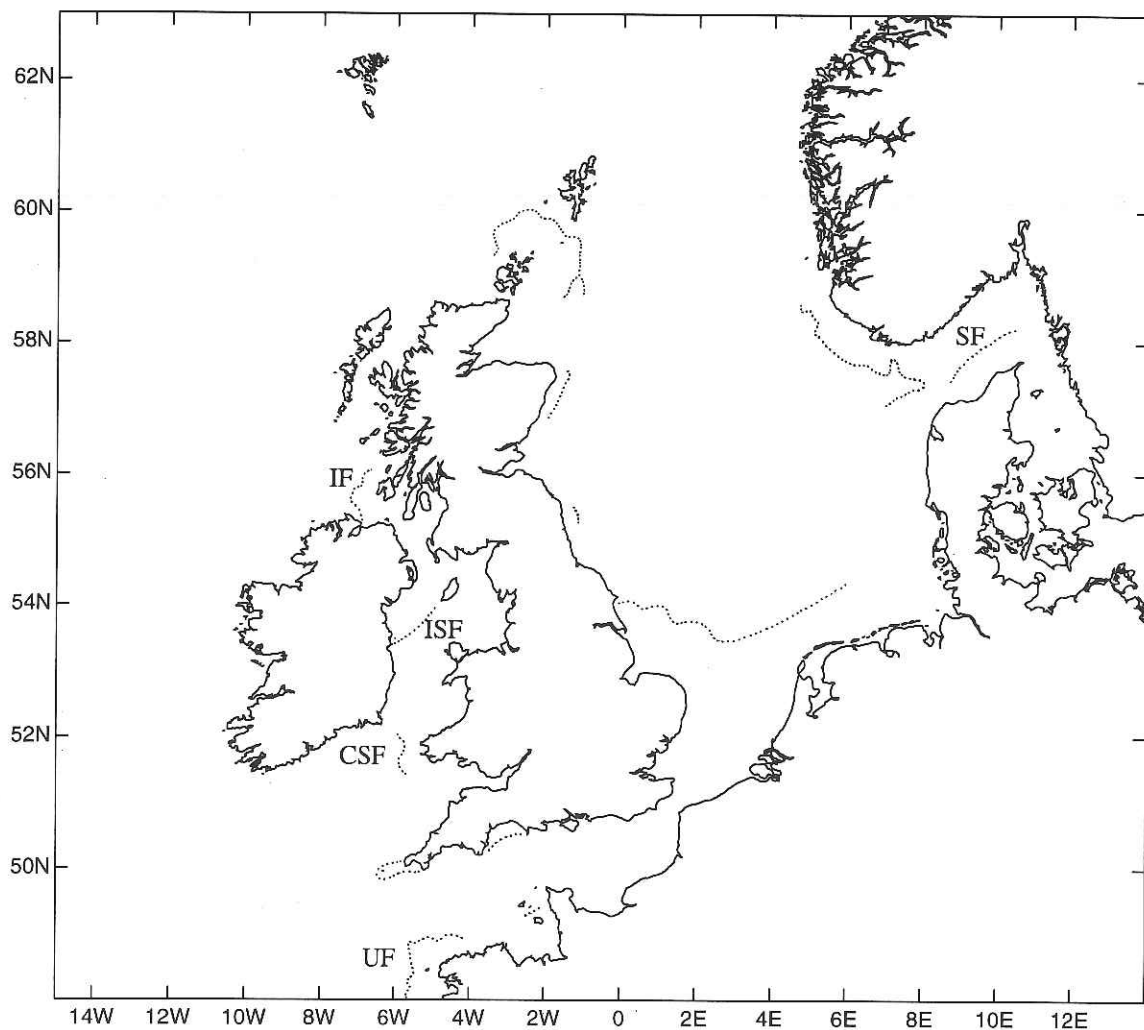 62N
60N
58N
SF
56N
IF
54N
ISF
52N
CSF
50N
UF
14W 12W 10W 8W 6W 4W 2W 0 2E 4E 6E 8E 10E 12E